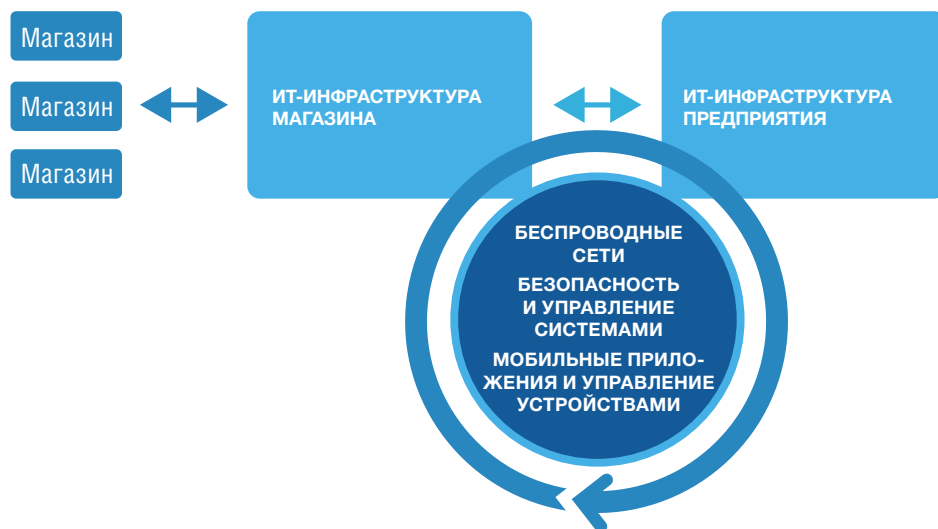 Магазин
Магазин
Магазин
ИТ-ИНФРАСТРУКТУРА
МАГАЗИНА
ИТ-ИНФРАСТРУКТУРА
ПРЕДПРИЯТИЯ
БЕСПРОВОДНЫЕ
СЕТИ
БЕЗОПАСНОСТЬ
И УПРАВЛЕНИЕ
СИСТЕМАМИ
МОБИЛЬНЫЕ ПРИЛО-
ЖЕНИЯ И УПРАВЛЕНИЕ
УСТРОЙСТВАМИ